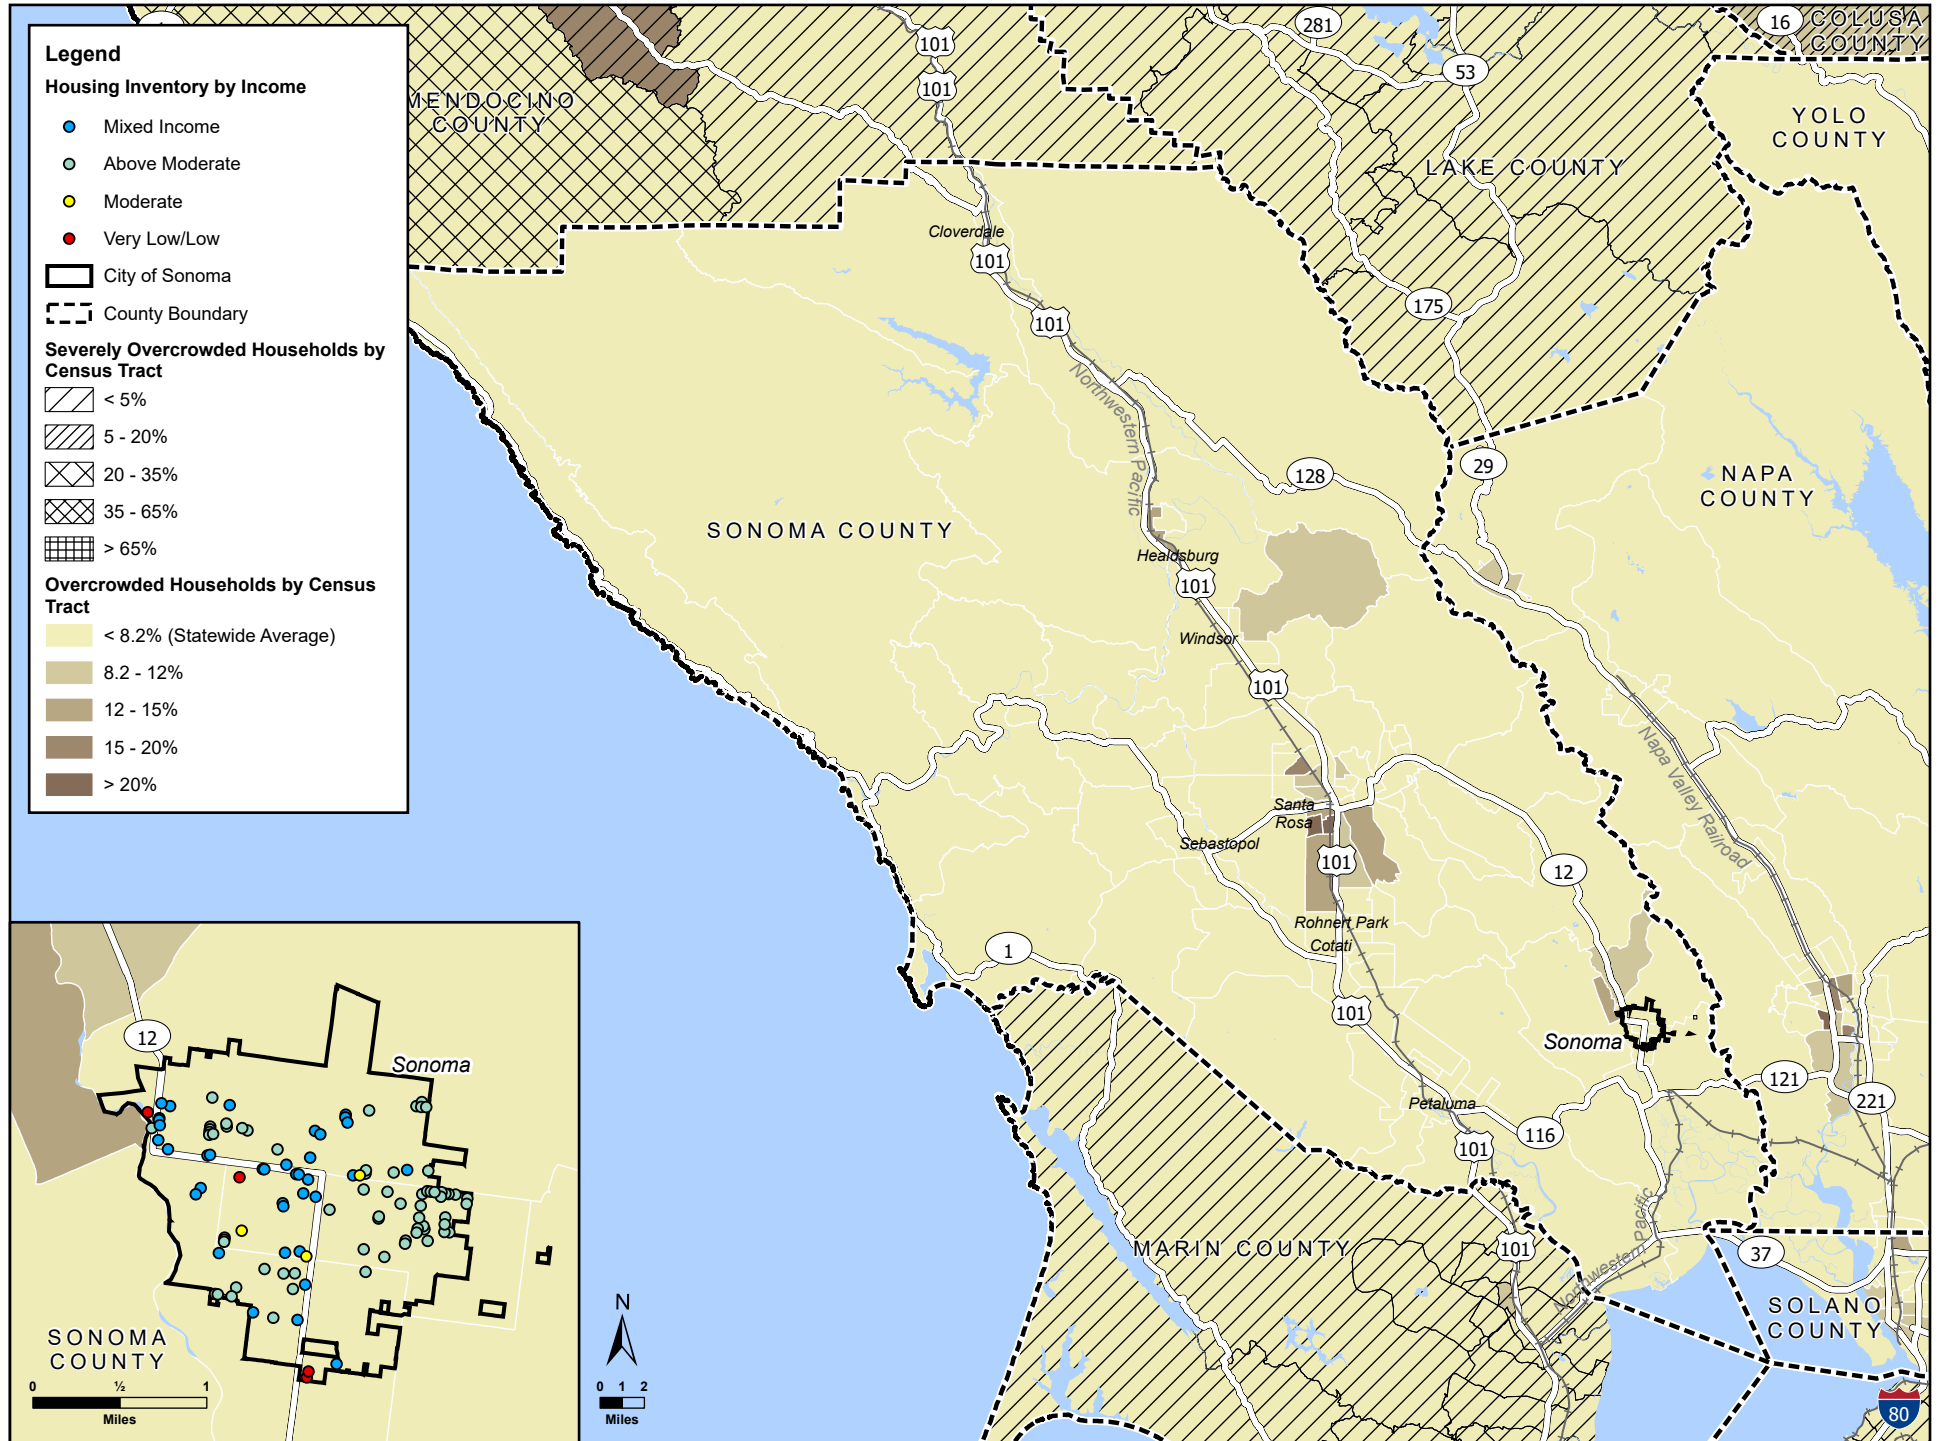 Legend
Housing Inventory by Income
Mixed Income
Above Moderate
Moderate
Very Low/Low
City of Sonoma
County Boundary
Severely Overcrowded Households by
Census Tract
< 5%
5 - 20%
20 - 35%
35 - 65%
> 65%
Overcrowded Households by Census
Tract
< 8.2% (Statewide Average)
8.2 - 12%
12 - 15%
15 - 20%
> 20%
101
101
281
53
16
COLUSA
COUNTY
MENDOCINO
COUNTY
YOLO
COUNTY
LAKE COUNTY
Cloverdale
101
175
101
Northwestern Pacific
128
29
NAPA
COUNTY
SONOMA COUNTY
Healdsburg
101
Windsor
101
Napa Valley Railroad
Santa
Rosa
Sebastopol
101
12
Rohnert Park
Cotati
1
101
Sonoma
121
221
Petaluma
116
101
Northwestern Pacific
MARIN COUNTY
101
37
SOLANO
COUNTY
80
12
Sonoma
SONOMA
COUNTY
0 ½ 1
Miles
N
0 1 2
Miles